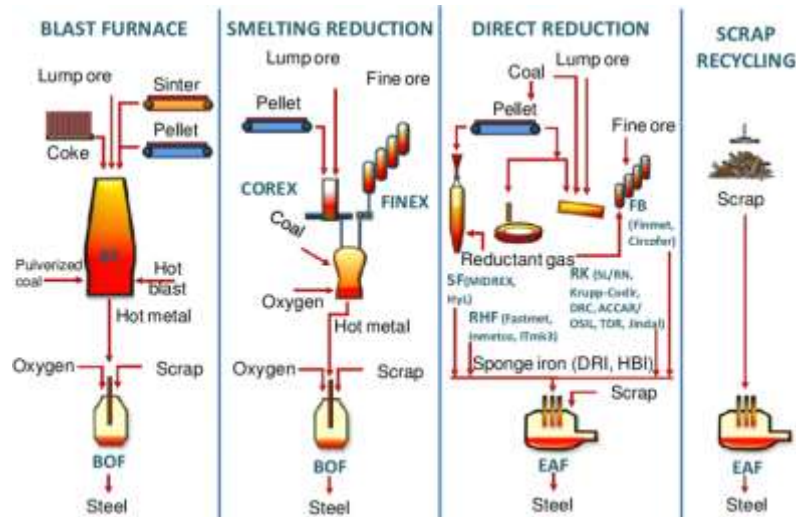 BLAST FURNACE
Lump ore
Sinter
Pellet
Coke
BF
Pulverized
coal
Hot
blast
Hot metal
Oxygen
Scrap
BOF
Steel
SMELTING REDUCTION
Lump ore
Fine ore
Pellet
COREX
FINEX
Coal
Oxygen
Hot metal
Oxygen
Scrap
BOF
Steel
DIRECT REDUCTION
Lump ore
Coal
Pellet
Fine ore
FB
(Finmet,
Circofer)
Reductant gas
SF(MIDREX,
HyL)
RK (SL/RN,
Krupp-Codir,
DRC, ACCAR/
OSIL, TDR, Jindal)
RHF (Fastmet,
Inmetco, ITmk3)
Sponge iron (DRI, HBI)
Scrap
EAF
Steel
SCRAP
RECYCLING
Scrap
EAF
Steel